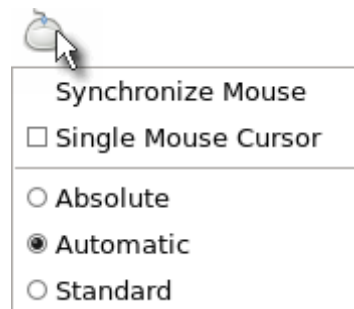 Synchronize Mouse
Single Mouse Cursor
Absolute
Automatic
Standard